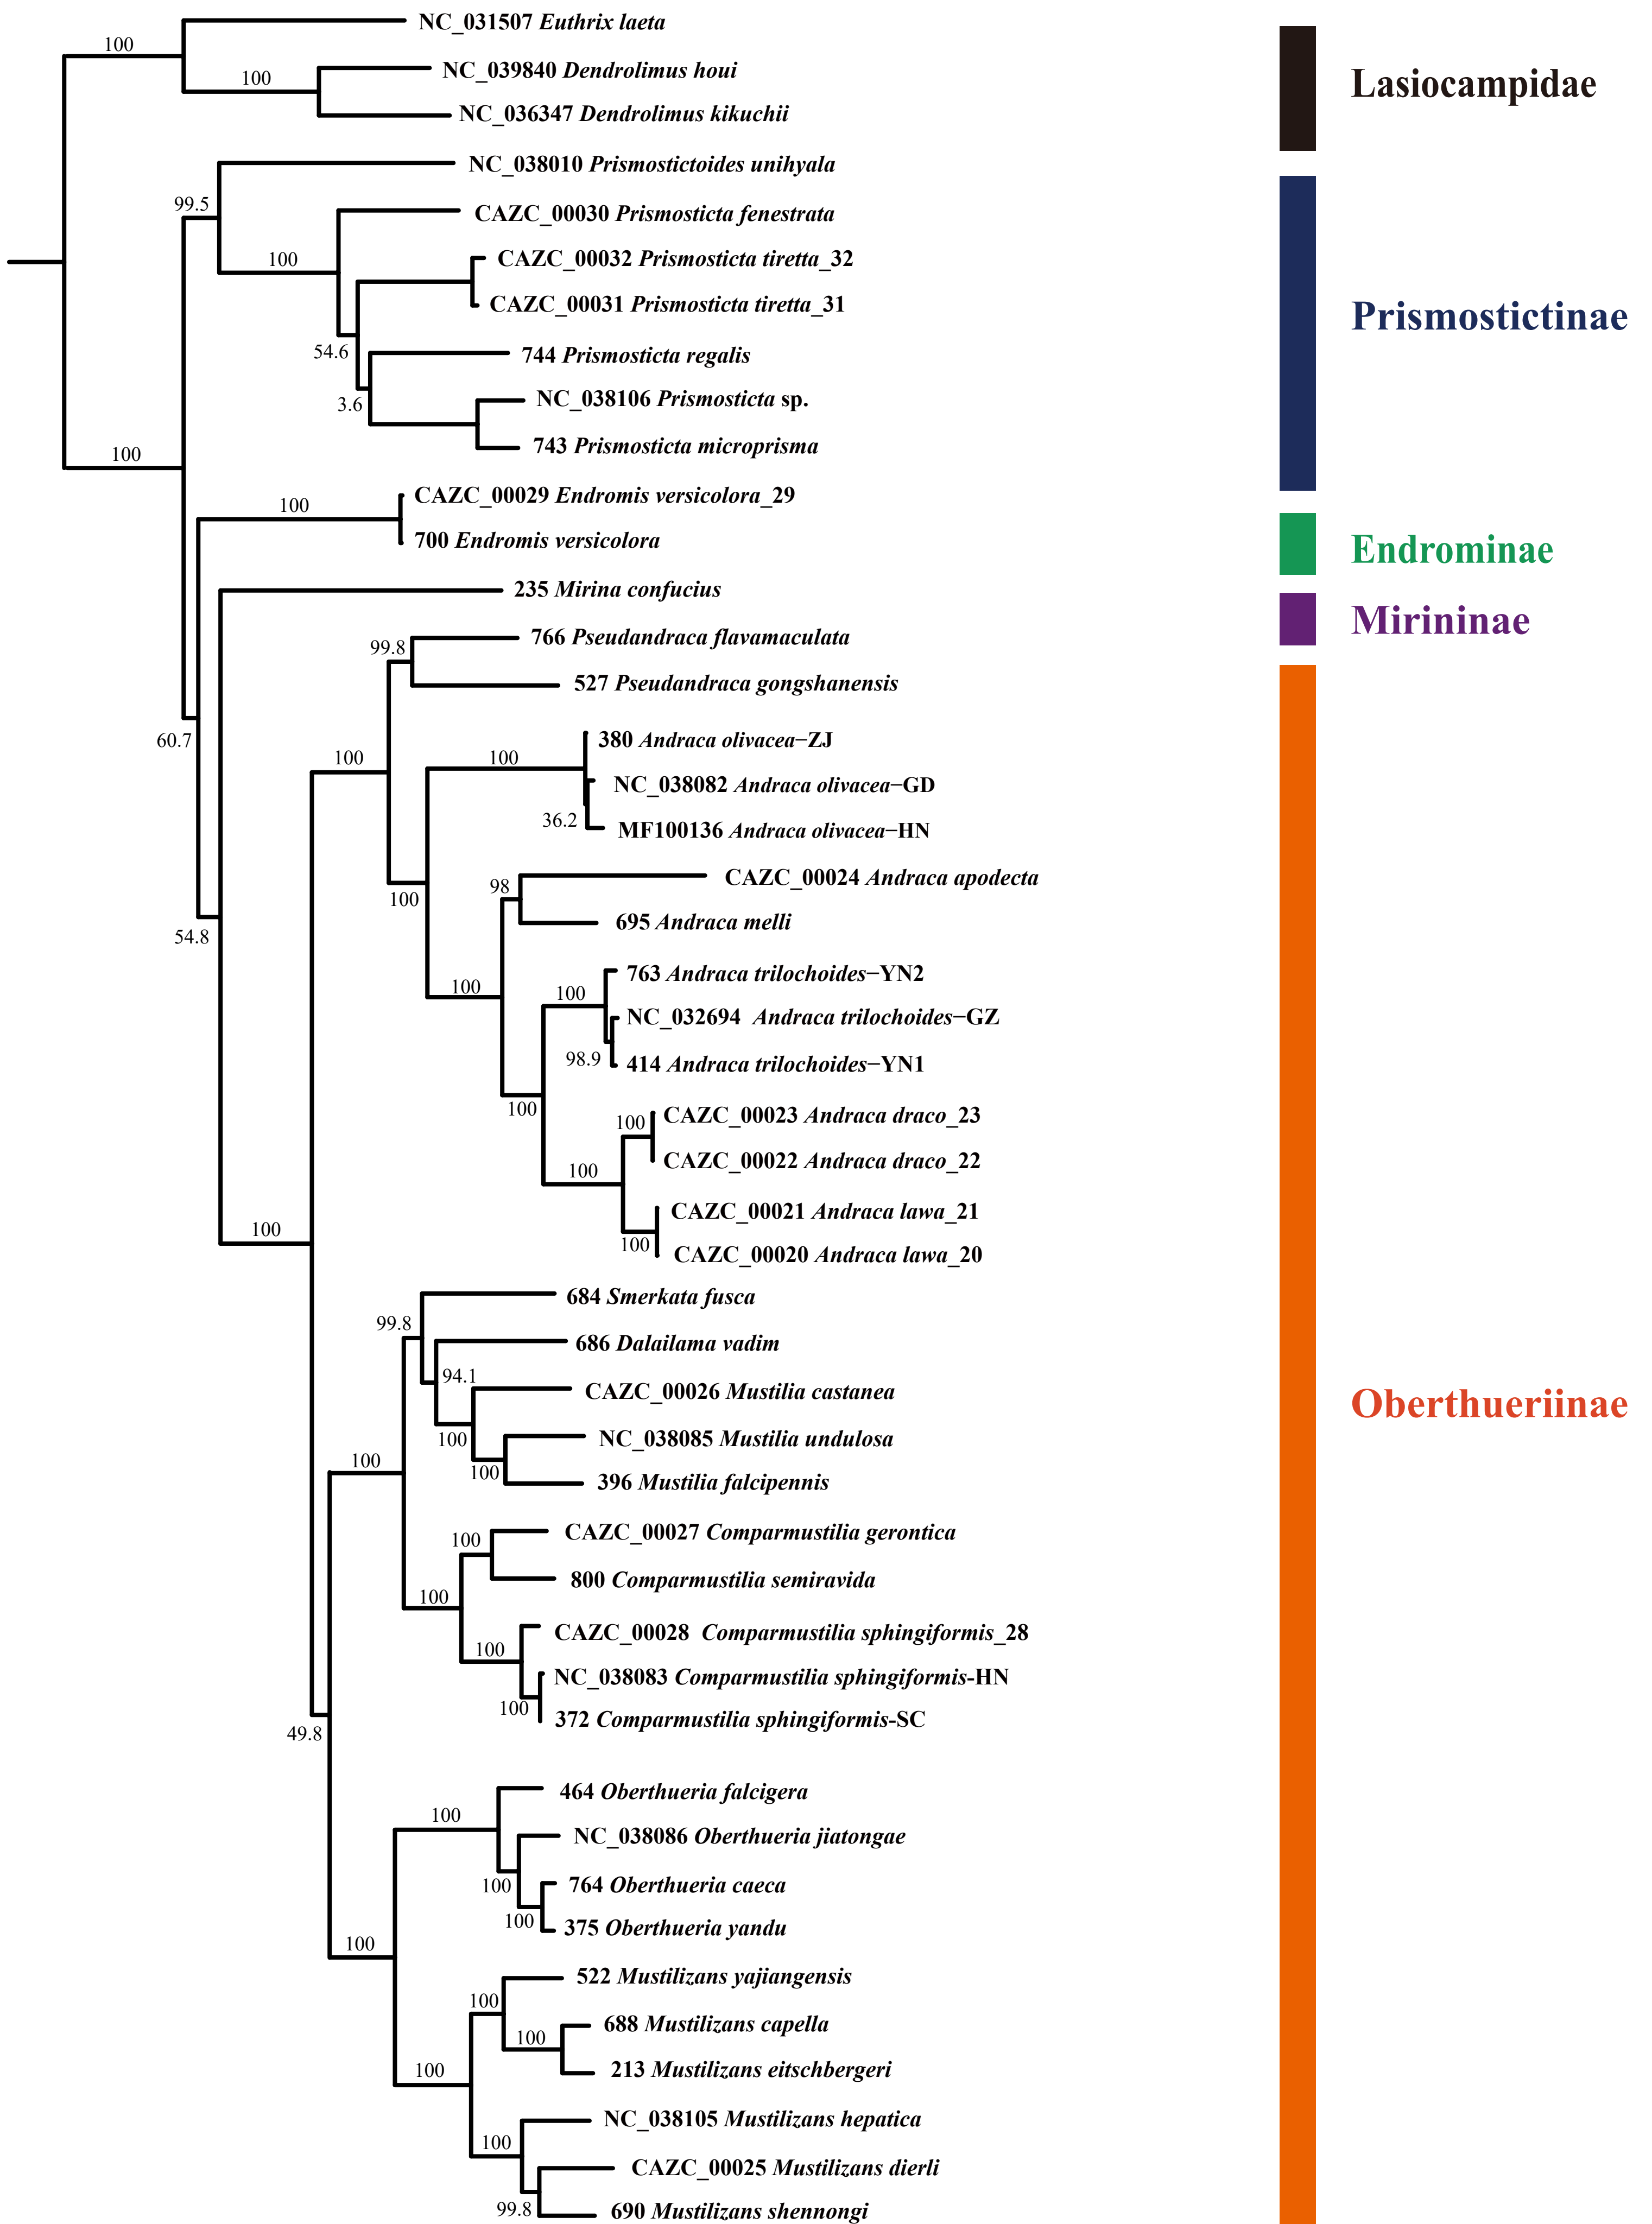 NC_031507 Euthrix laeta
100
NC_039840 Dendrolimus houi
100
Lasiocampidae
NC_036347 Dendrolimus kikuchii
NC_038010 Prismostictoides unihyala
99.5
CAZC_00030 Prismosticta fenestrata
100
CAZC_00032 Prismosticta tiretta_32
CAZC_00031 Prismosticta tiretta_31
Prismostictinae
54.6
744 Prismosticta regalis
3.6
NC_038106 Prismosticta sp.
743 Prismosticta microprisma
100
CAZC_00029 Endromis versicolora_29
100
700 Endromis versicolora
Endrominae
235 Mirina confucius
Mirininae
766 Pseudandraca flavamaculata
99.8
527 Pseudandraca gongshanensis
60.7
380 Andraca olivacea−ZJ
100
100
NC_038082 Andraca olivacea−GD
36.2
MF100136 Andraca olivacea−HN
CAZC_00024 Andraca apodecta
98
100
695 Andraca melli
54.8
763 Andraca trilochoides−YN2
100
100
NC_032694 Andraca trilochoides−GZ
98.9
414 Andraca trilochoides−YN1
100
CAZC_00023 Andraca draco_23
100
CAZC_00022 Andraca draco_22
100
CAZC_00021 Andraca lawa_21
100
100
CAZC_00020 Andraca lawa_20
684 Smerkata fusca
99.8
686 Dalailama vadim
94.1
CAZC_00026 Mustilia castanea
Oberthueriinae
100
NC_038085 Mustilia undulosa
100
100
396 Mustilia falcipennis
CAZC_00027 Comparmustilia gerontica
100
800 Comparmustilia semiravida
100
CAZC_00028 Comparmustilia sphingiformis_28
100
NC_038083 Comparmustilia sphingiformis-HN
100
372 Comparmustilia sphingiformis-SC
49.8
464 Oberthueria falcigera
100
NC_038086 Oberthueria jiatongae
100
764 Oberthueria caeca
100
375 Oberthueria yandu
100
522 Mustilizans yajiangensis
100
688 Mustilizans capella
100
213 Mustilizans eitschbergeri
100
NC_038105 Mustilizans hepatica
100
CAZC_00025 Mustilizans dierli
99.8
690 Mustilizans shennongi